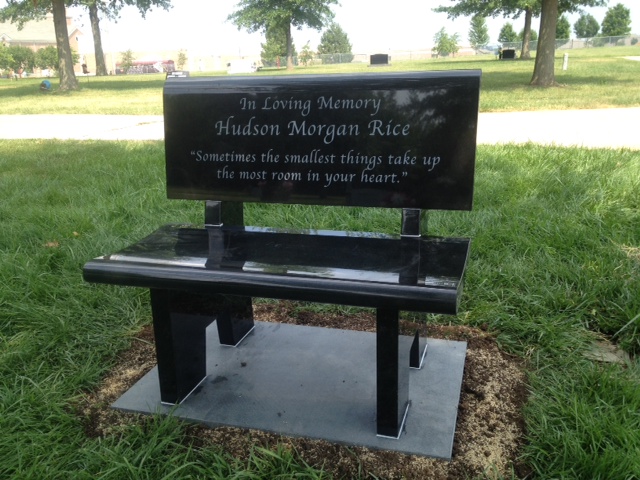 In Loving Memory
Hudson Morgan Rice
"Sometimes the smallest things take up
the most room in your heart."